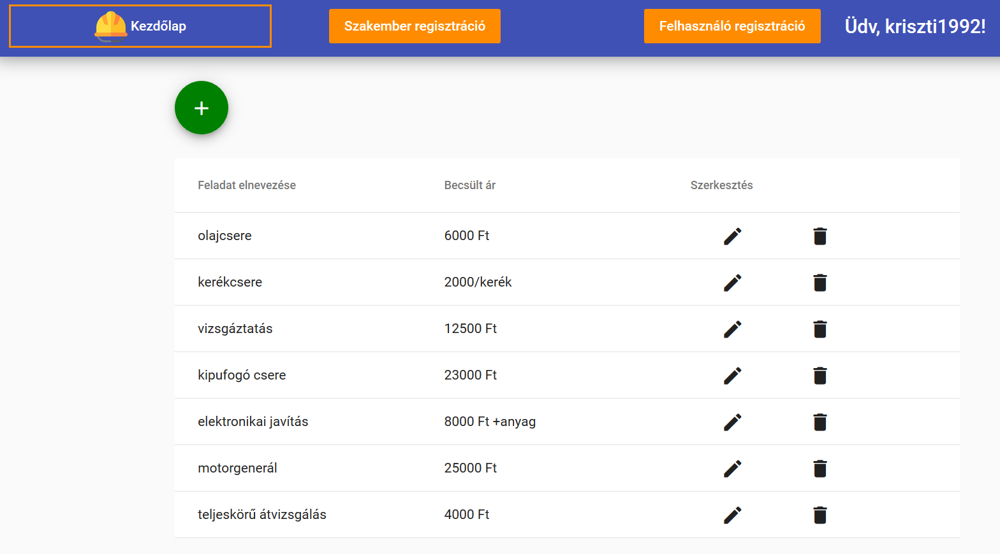 Kezdőlap
Szakember regisztráció
Felhasználó regisztráció
Üdv, kriszti1992!
+
Feladat elnevezése Becsült ár Szerkesztés
olajcsere 6000 Ft
kerékcsere 2000/kerék
vizsgáztatás 12500 Ft
kipufogó csere 23000 Ft
elektronikai javítás 8000 Ft +anyag
motorgenerál 25000 Ft
teljeskörű átvizsgálás 4000 Ft